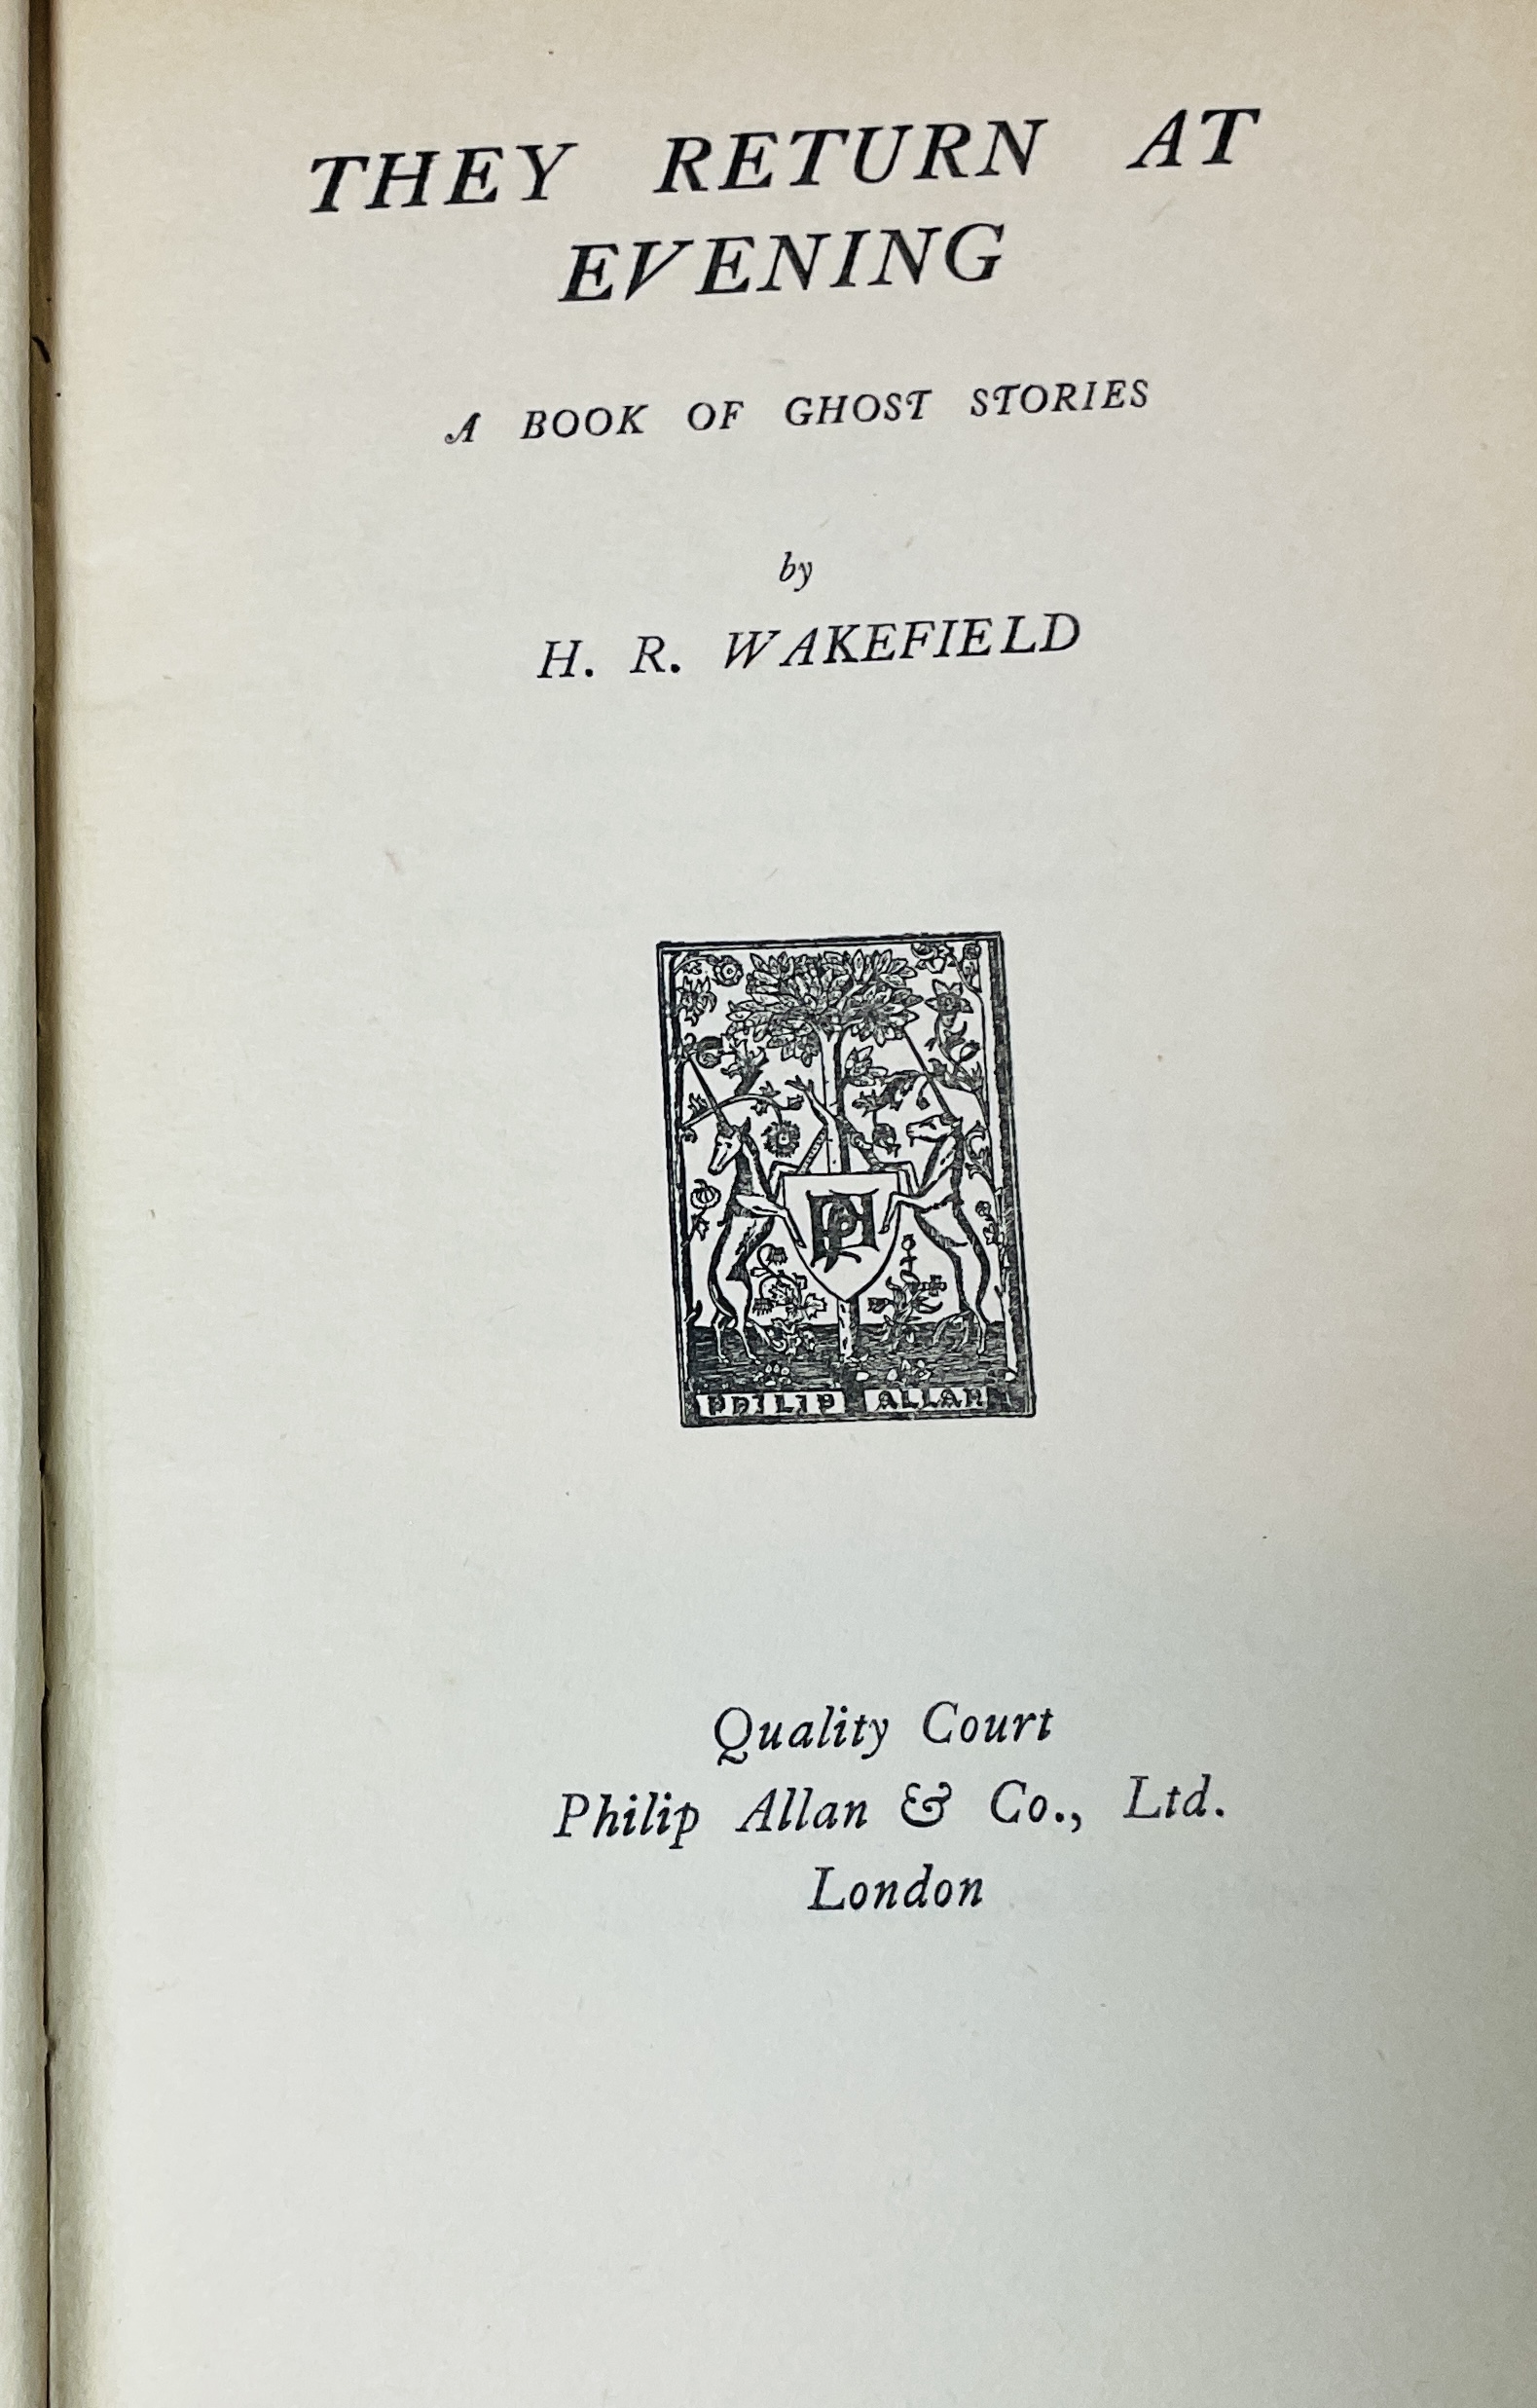 THEY RETURN AT
EVENING
A BOOK OF GHOST STORIES
by
H. R. WAKEFIELD
PHILIP ALLAN
Quality Court
Philip Allan & Co., Ltd.
London